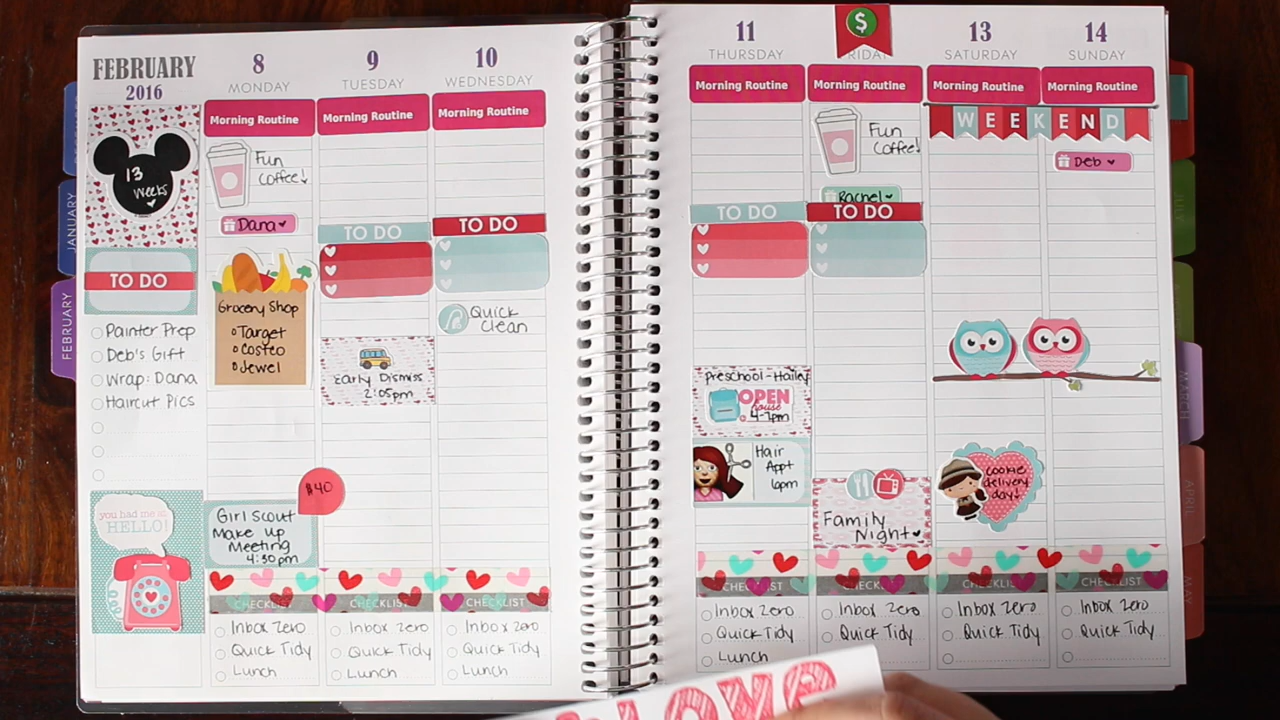 FEBRUARY
2016
13
Weeks
TO DO
Painter Prep
Deb's Gift
Wrap: Dana
Haircut Pics
you had me at
HELLO!
8
MONDAY
Morning Routine
Fun
Coffee!
Dana
Grocery Shop
Target
Costco
Jewel
$40
Girl Scout
Make up
Meeting
4:30pm
CHECKLIST
Inbox Zero
Quick Tidy
Lunch
9
TUESDAY
Morning Routine
TO DO
Early Dismiss
2:05pm
CHECKLIST
Inbox Zero
Quick Tidy
Lunch
10
WEDNESDAY
Morning Routine
TO DO
Quick
Clean
CHECKLIST
Inbox Zero
Quick Tidy
Lunch
11
THURSDAY
Morning Routine
TO DO
Preschool-Hailey
OPEN
house
4-7pm
Hair
Appt
6pm
CHECKLIST
Inbox Zero
Quick Tidy
Lunch
$
FRIDAY
Morning Routine
Fun
Coffee!
Rachel
TO DO
Family
Night
CHECKLIST
Inbox Zero
Quick Tidy
13
SATURDAY
Morning Routine
WEEKEND
cookie
delivery
day!
CHECKLIST
Inbox Zero
Quick Tidy
14
SUNDAY
Morning Routine
Deb
CHECKLIST
Inbox Zero
Quick Tidy
JANUARY
FEBRUARY
JULY
MARCH
APRIL
MAY
LOVE